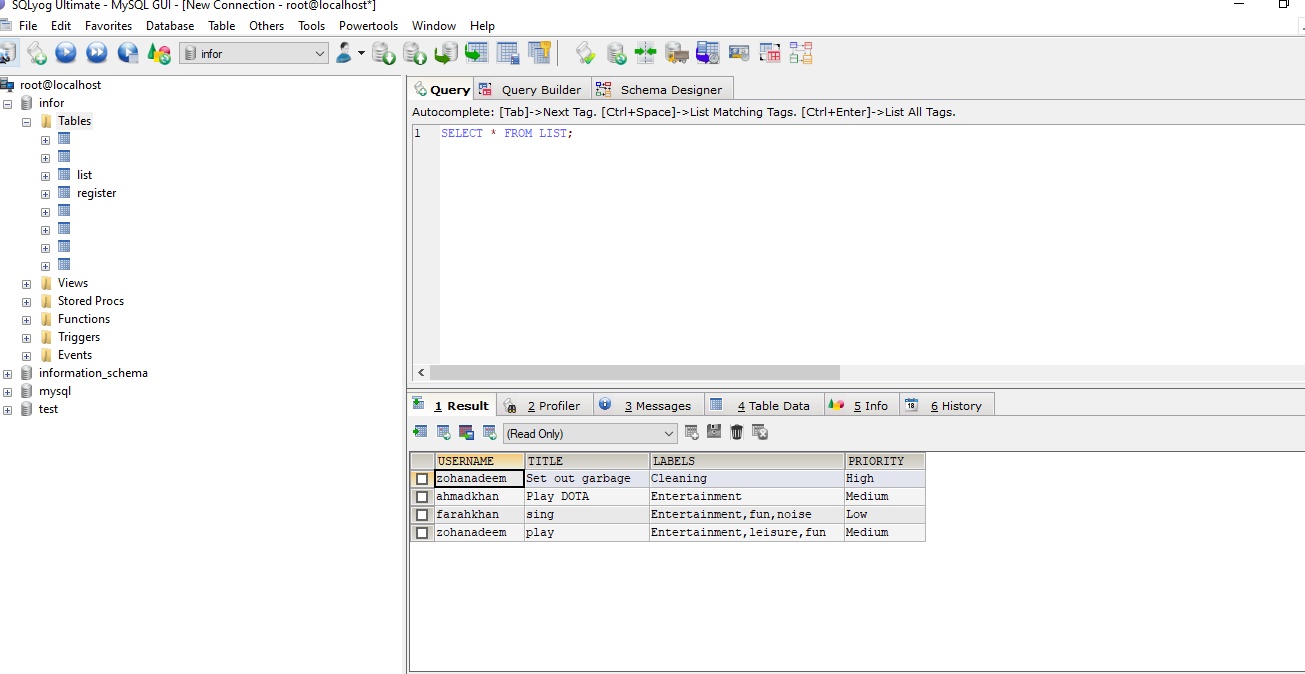 SQLyog Ultimate - MySQL GUI - [New Connection - root@localhost*]
File Edit Favorites Database Table Others Tools Powertools Window Help
infor
root@localhost
infor
Tables
list
register
Views
Stored Procs
Functions
Triggers
Events
information_schema
mysql
test
Query Query Builder Schema Designer
Autocomplete: [Tab]->Next Tag. [Ctrl+Space]->List Matching Tags. [Ctrl+Enter]->List All Tags.
1 SELECT * FROM LIST;
1 Result 2 Profiler 3 Messages 4 Table Data 5 Info 6 History
(Read Only)
USERNAME TITLE LABELS PRIORITY
zohanadeem Set out garbage Cleaning High
ahmadkhan Play DOTA Entertainment Medium
farahkhan sing Entertainment,fun,noise Low
zohanadeem play Entertainment,leisure,fun Medium